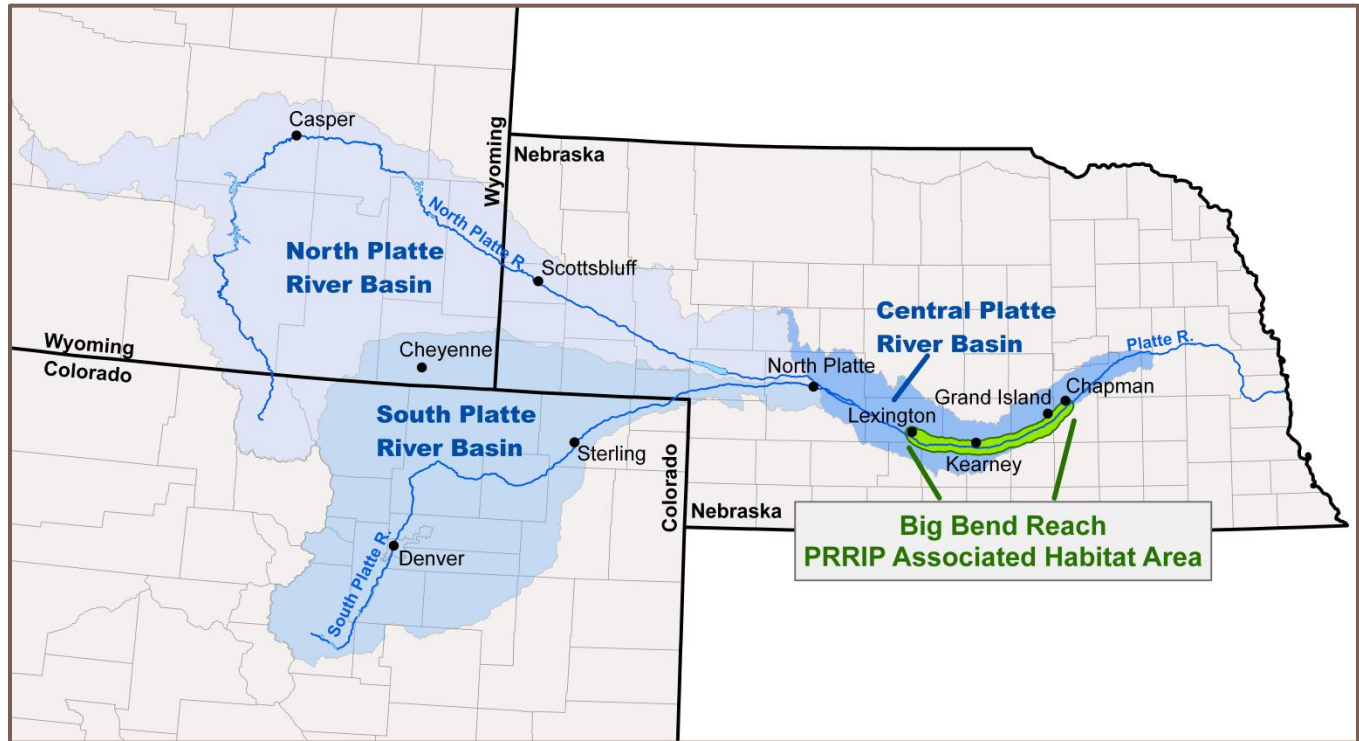 Casper
Wyoming
Nebraska
North Platte R.
North Platte
River Basin
Scottsbluff
Central Platte
River Basin
Platte R.
Wyoming
Colorado
Cheyenne
North Platte
Grand Island
Chapman
Lexington
South Platte
River Basin
Sterling
Kearney
Colorado
Nebraska
Big Bend Reach
PRRIP Associated Habitat Area
Denver
South Platte R.